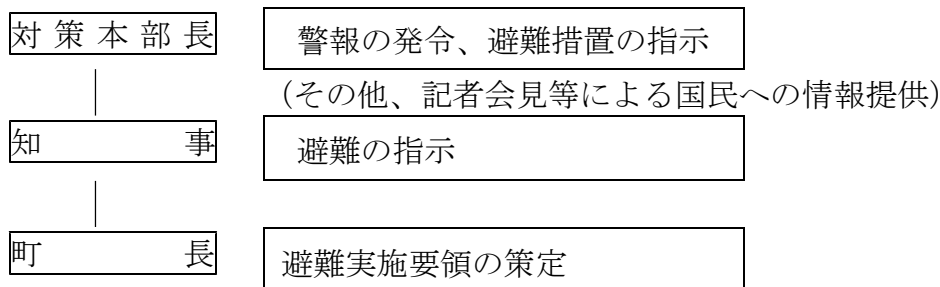 対策本部長 警報の発令、避難措置の指示
(その他、記者会見等による国民への情報提供)
知事 避難の指示
町長 避難実施要領の策定